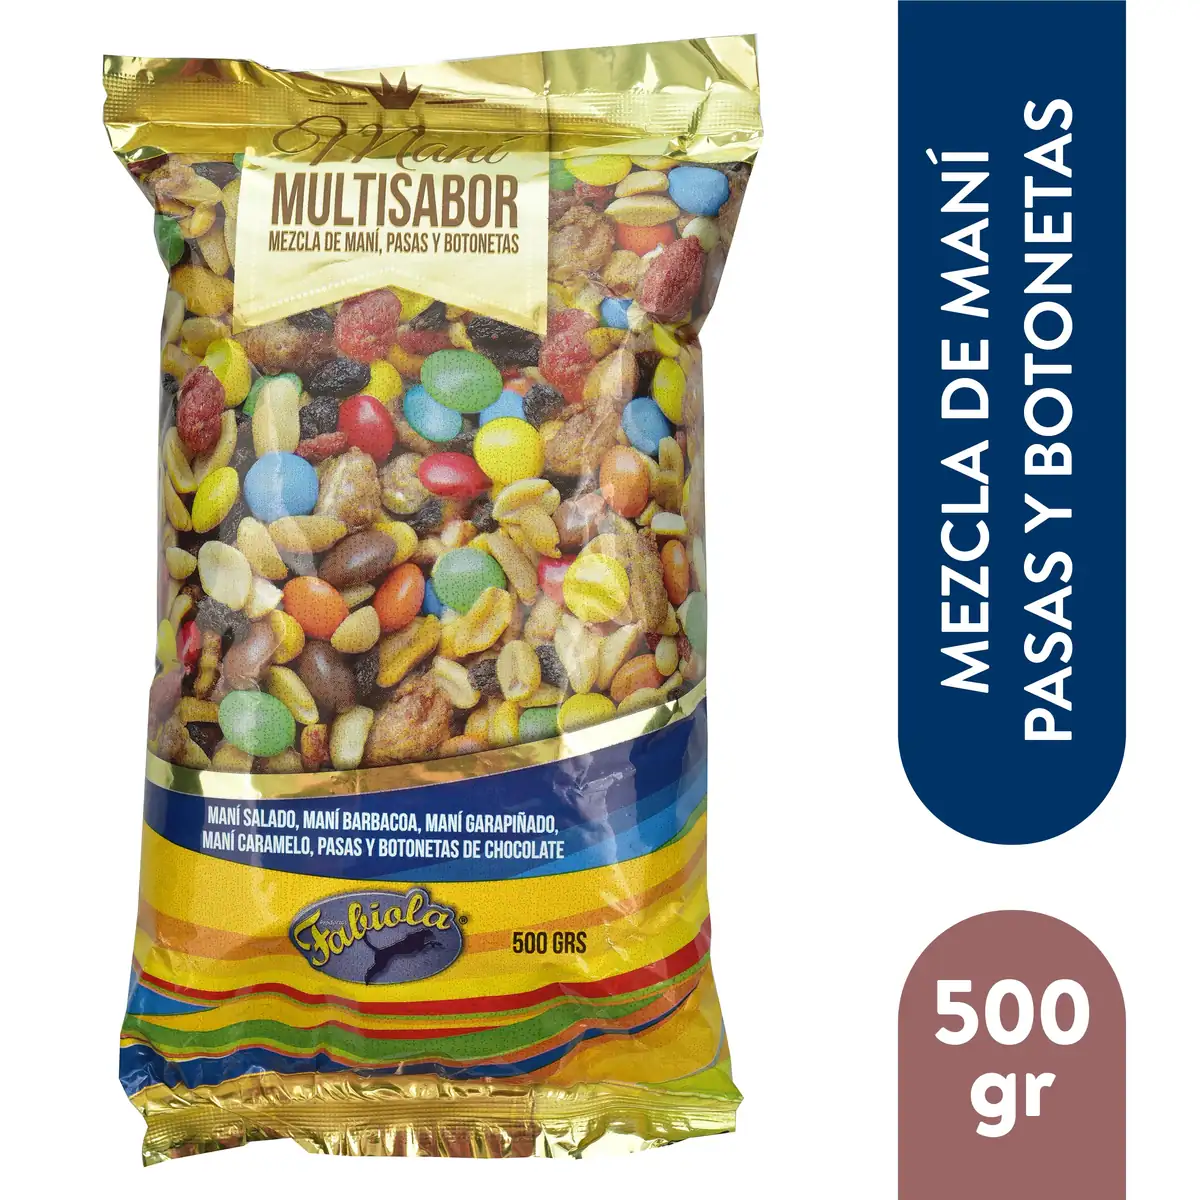 Maní
MULTISABOR
MEZCLA DE MANÍ, PASAS Y BOTONETAS
MANÍ SALADO, MANÍ BARBACOA, MANÍ GARAPIÑADO,
MANÍ CARAMELO, PASAS Y BOTONETAS DE CHOCOLATE
Fabiola®
500 GRS
MEZCLA DE MANÍ
PASAS Y BOTONETAS
500
gr